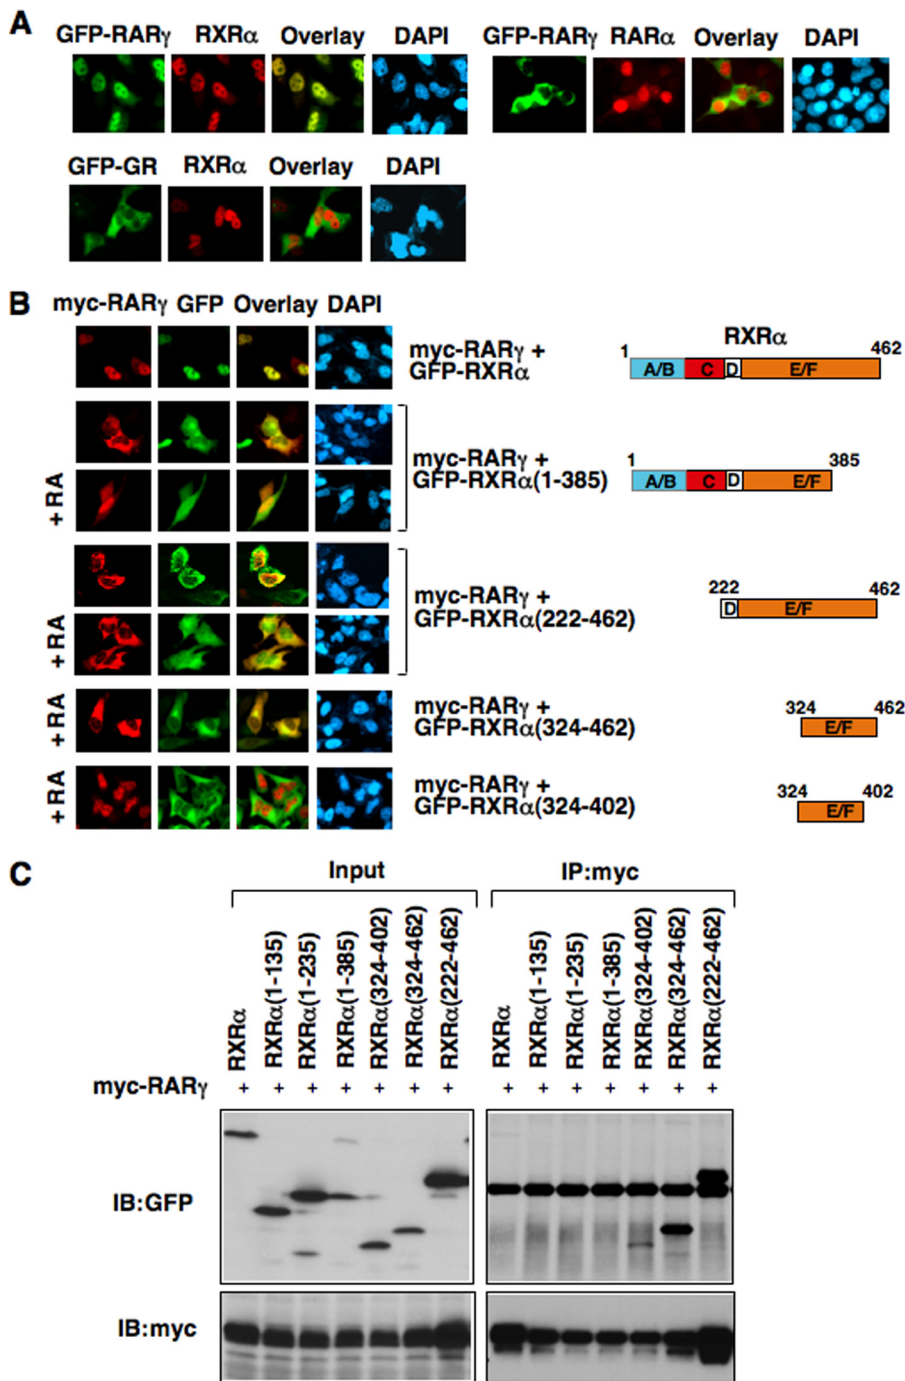 A
GFP-RARγ RXRα Overlay DAPI
GFP-RARγ RARα Overlay DAPI
GFP-GR RXRα Overlay DAPI
B
myc-RARγ GFP Overlay DAPI
myc-RARγ +
GFP-RXRα
RXRα
1 462
A/B C D E/F
+ RA
myc-RARγ +
GFP-RXRα(1-385)
1 385
A/B C D E/F
+ RA
myc-RARγ +
GFP-RXRα(222-462)
222 462
D E/F
+ RA
myc-RARγ +
GFP-RXRα(324-462)
324 462
E/F
+ RA
myc-RARγ +
GFP-RXRα(324-402)
324 402
E/F
C
Input
RXRα
RXRα(1-135)
RXRα(1-235)
RXRα(1-385)
RXRα(324-402)
RXRα(324-462)
RXRα(222-462)
IP:myc
RXRα
RXRα(1-135)
RXRα(1-235)
RXRα(1-385)
RXRα(324-402)
RXRα(324-462)
RXRα(222-462)
myc-RARγ + + + + + + + + + + + + + +
IB:GFP
IB:myc